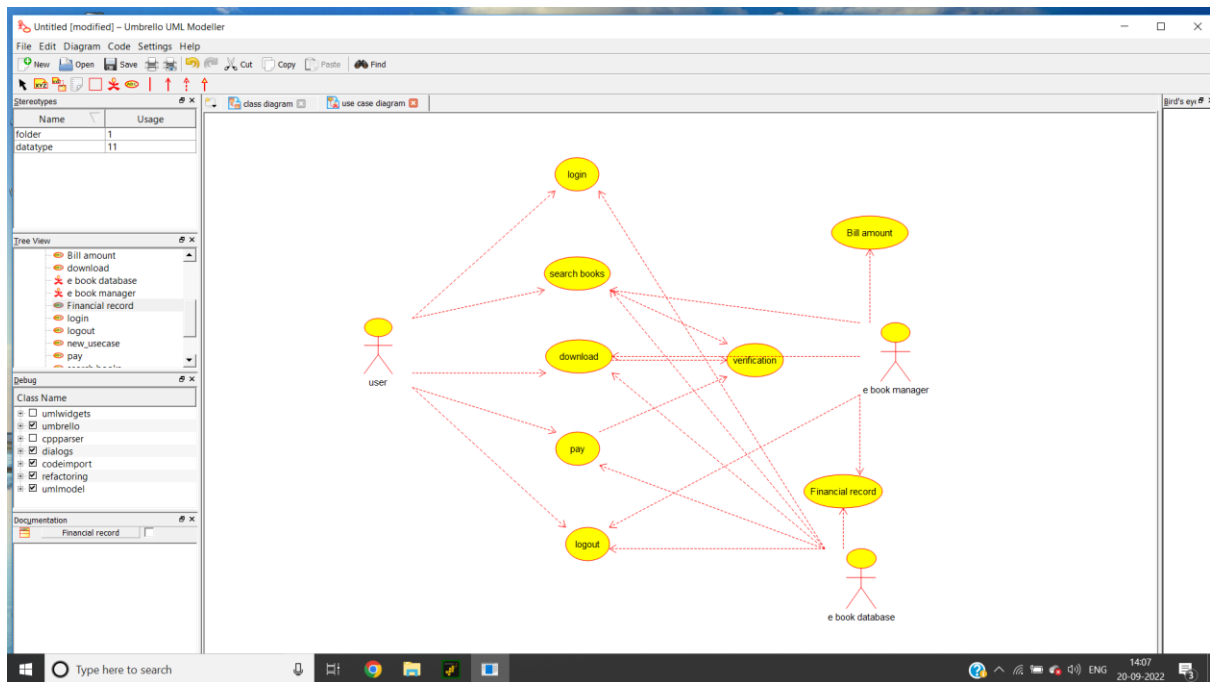 Untitled [modified] – Umbrello UML Modeller
File Edit Diagram Code Settings Help
New Open Save Cut Copy Paste Find
Stereotypes
class diagram use case diagram
Bird's eye
Name Usage
folder 1
datatype 11
login
Bill amount
Tree View
Bill amount
download
e book database
e book manager
Financial record
login
logout
new_usecase
pay
search books
user
download
verification
e book manager
Debug
Class Name
umlwidgets
umbrello
cppparser
dialogs
codeimport
refactoring
umlmodel
pay
Financial record
Documentation
Financial record
logout
e book database
Type here to search
ENG
14:07
20-09-2022
3